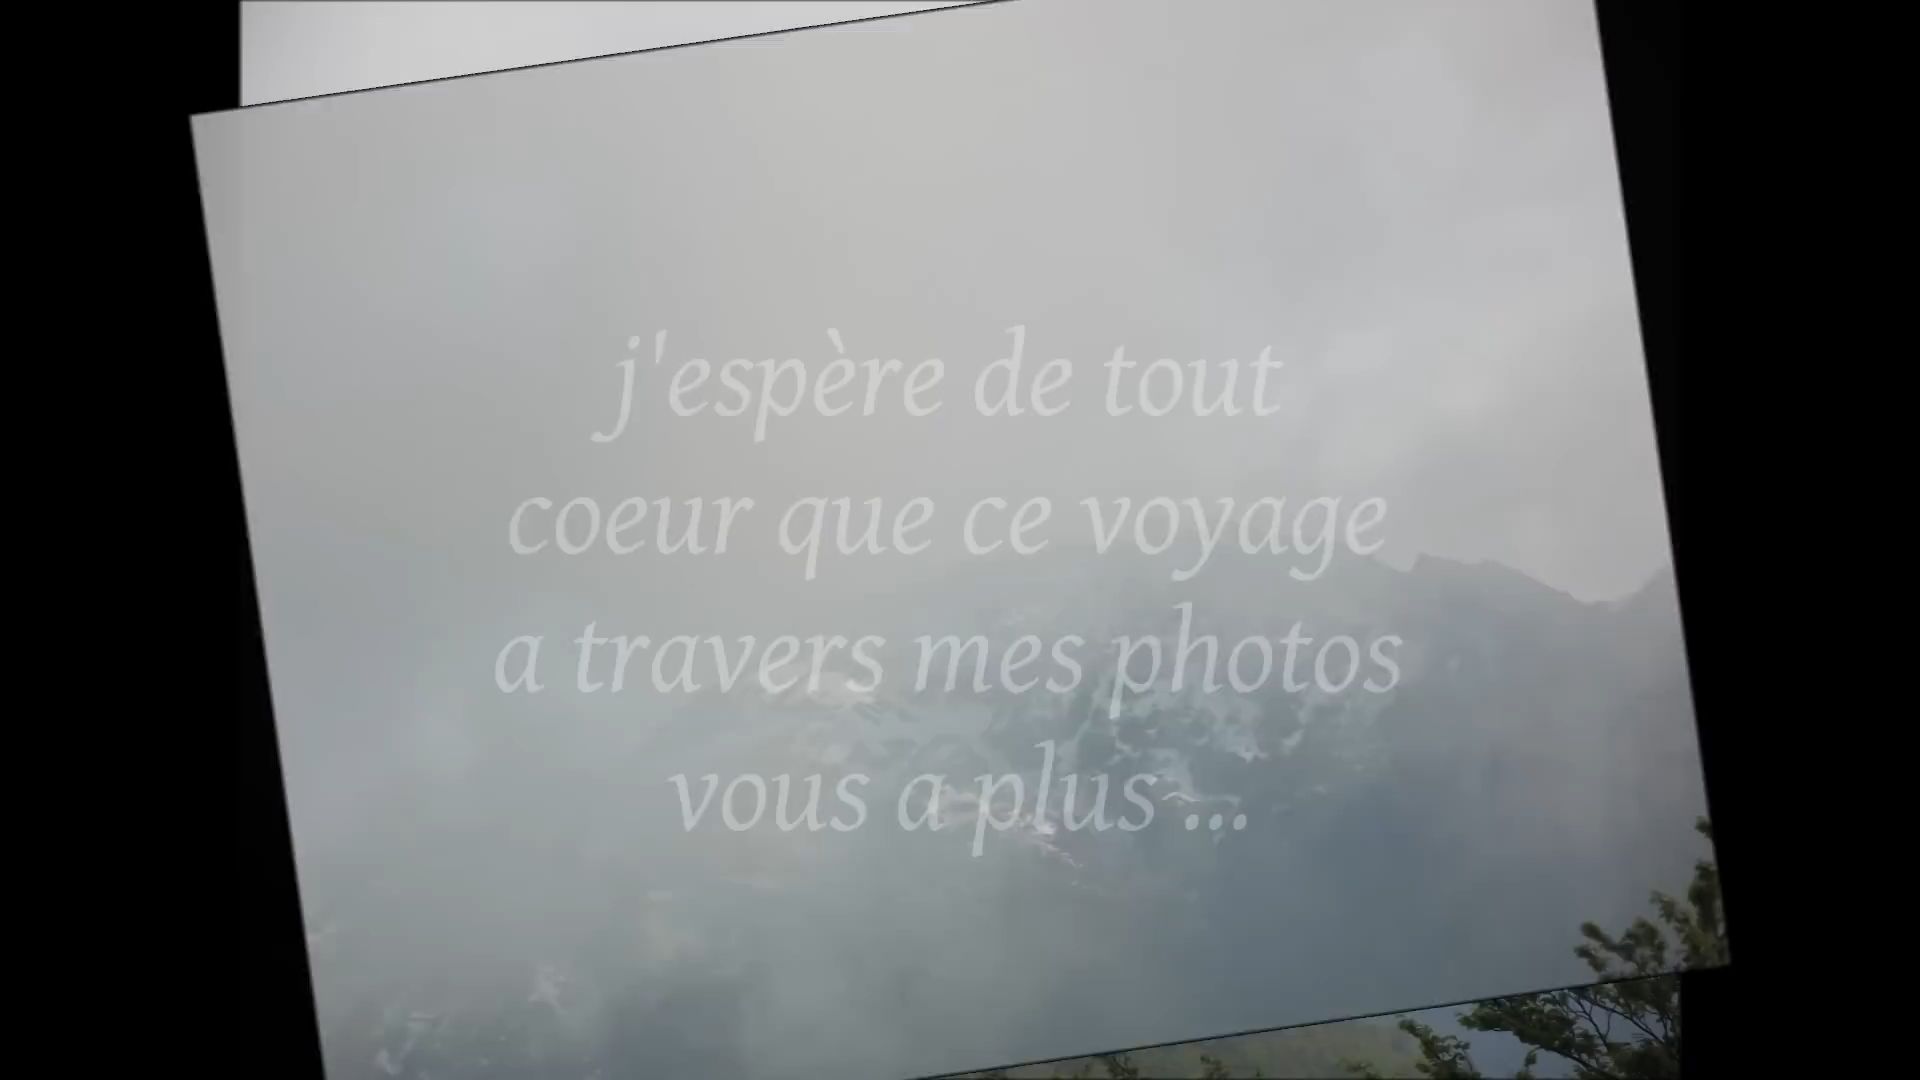 j'espère de tout
coeur que ce voyage
a travers mes photos
vous a plus ...